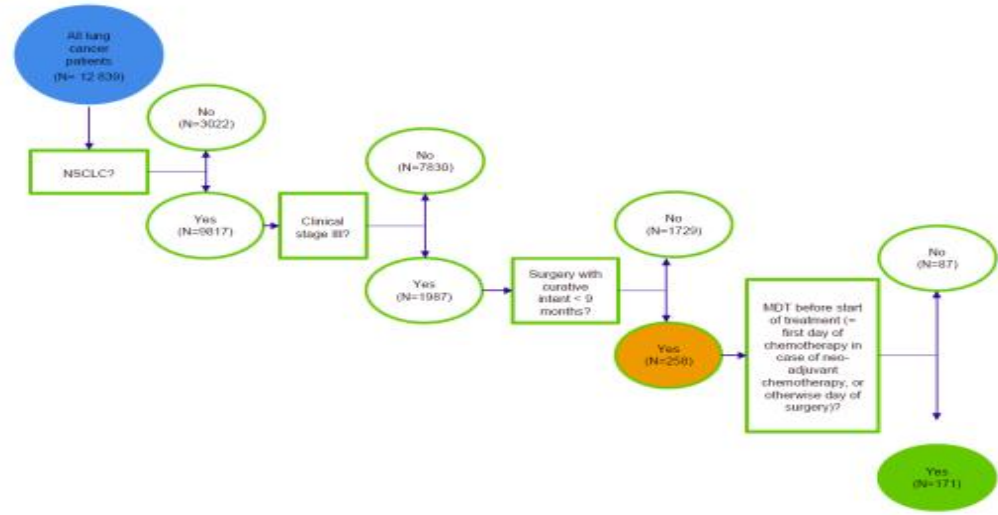 All lung
cancer
patients
(N= 12 839)
No
(N=3022)
NSCLC?
Yes
(N=9817)
Clinical
stage III?
No
(N=7830)
Yes
(N=1987)
Surgery with
curative
intent < 9
months?
No
(N=1729)
Yes
(N=258)
MDT before start
of treatment (=
first day of
chemotherapy in
case of neo-
adjuvant
chemotherapy, or
otherwise day of
surgery)?
No
(N=87)
Yes
(N=171)